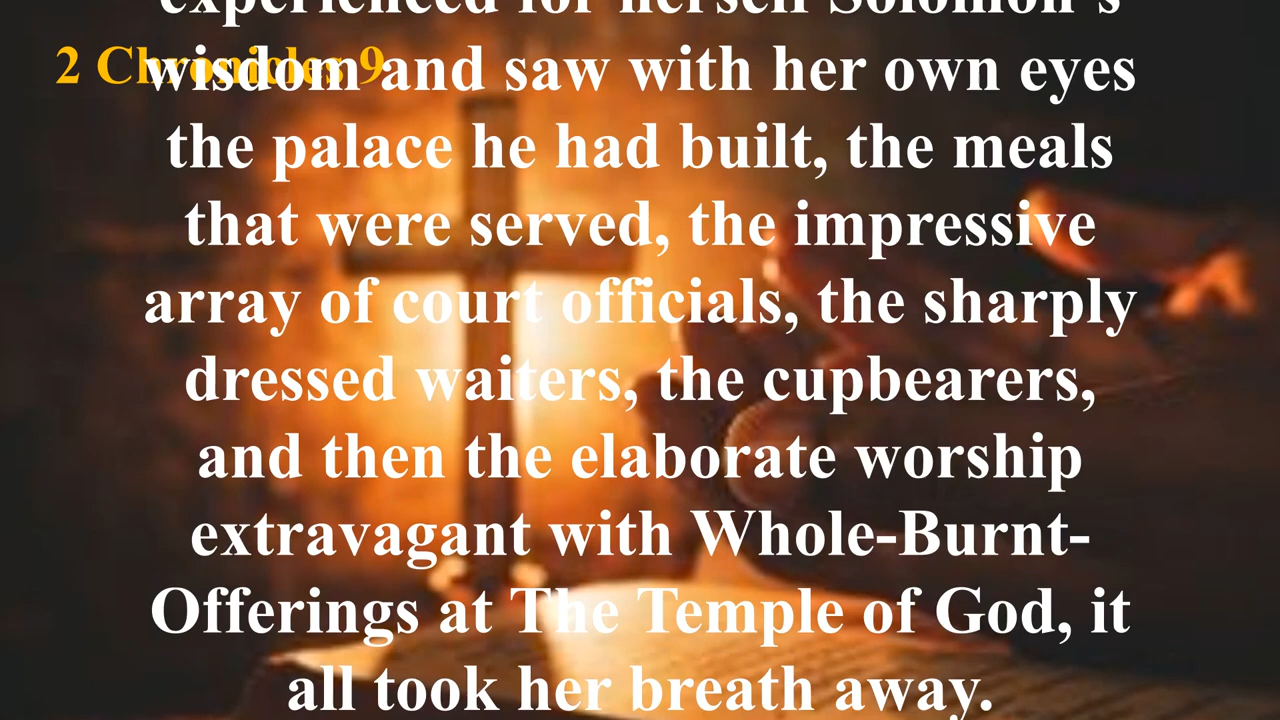 experienced for herself Solomon's
2 Chronicles 9
wisdom and saw with her own eyes
the palace he had built, the meals
that were served, the impressive
array of court officials, the sharply
dressed waiters, the cupbearers,
and then the elaborate worship
extravagant with Whole-Burnt-
Offerings at The Temple of God, it
all took her breath away.